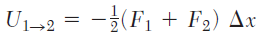 U₁→₂ = −½(F₁ + F₂) Δx